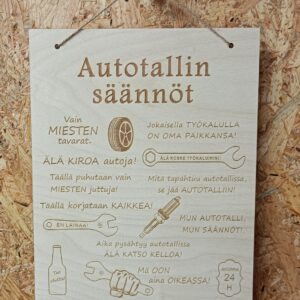 Autotallin
säännöt
Vain
MIESTEN
tavarat.
Jokaisella TYÖKALULLA
ON OMA PAIKKANSA!
ÄLÄ KIROA autoja!
ÄLÄ KOSKE TYÖKALUIHINI!
Täällä puhutaan vain
MIESTEN juttuja!
Mitä tapahtuu autotallissa,
se jää AUTOTALLIIN!
Täällä korjataan KAIKKEA!
EN LAINAA!
MUN AUTOTALLI,
MUN SÄÄNNÖT!
Aika pysähtyy autotallissa
ÄLÄ KATSO KELLOA!
Mä OON
aina OIKEASSA!
24
H